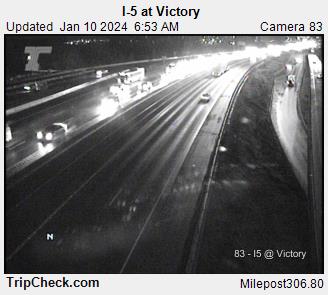 I-5 at Victory
Updated  Jan 10 2024  6:53 AM
Camera 83
N
83 - I5 @ Victory
TripCheck.com
Milepost306.80